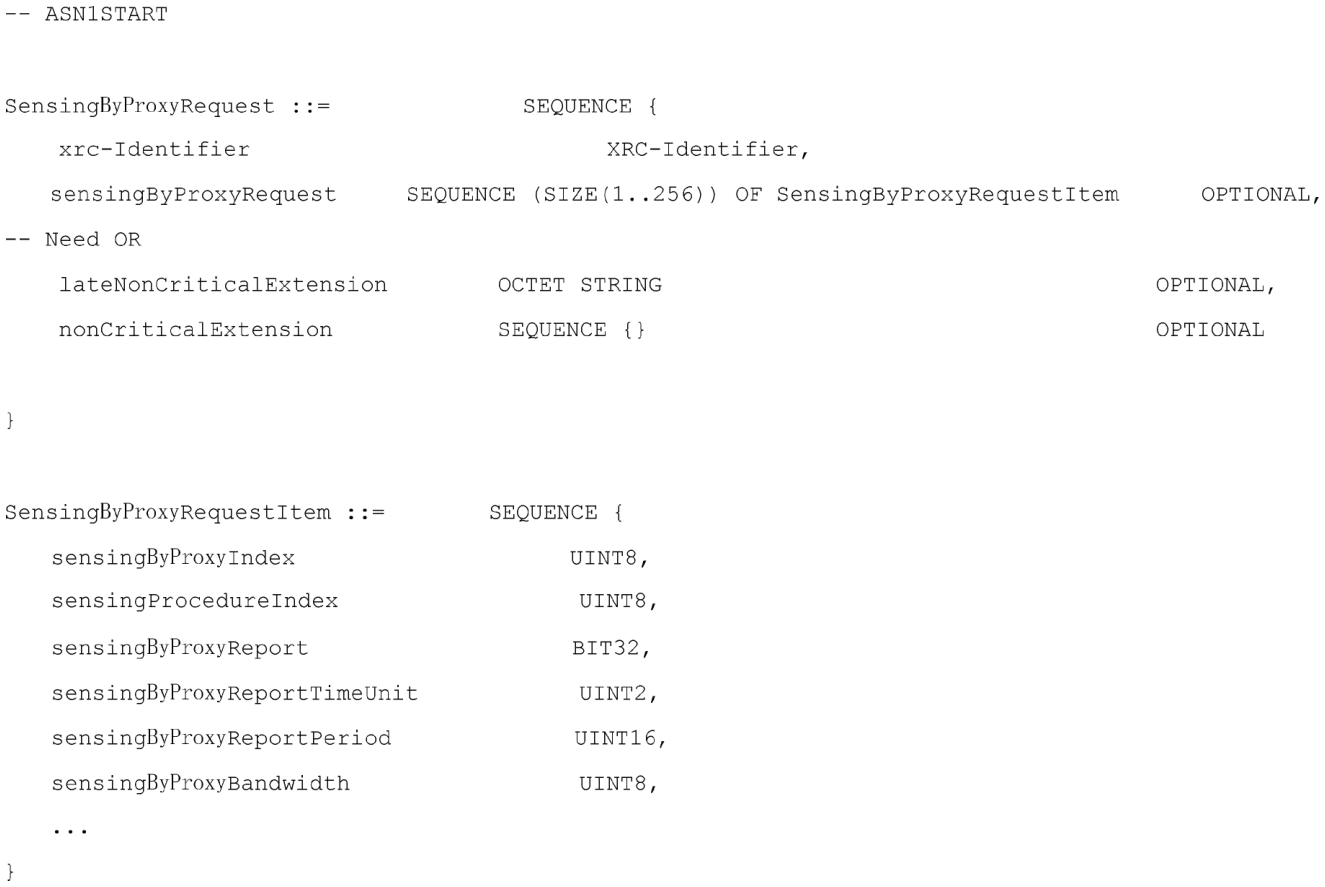 -- ASN1START
SensingByProxyRequest ::= SEQUENCE {
xrc-Identifier XRC-Identifier,
sensingByProxyRequest SEQUENCE (SIZE(1..256)) OF SensingByProxyRequestItem OPTIONAL,
-- Need OR
lateNonCriticalExtension OCTET STRING OPTIONAL,
nonCriticalExtension SEQUENCE {} OPTIONAL
}
SensingByProxyRequestItem ::= SEQUENCE {
sensingByProxyIndex UINT8,
sensingProcedureIndex UINT8,
sensingByProxyReport BIT32,
sensingByProxyReportTimeUnit UINT2,
sensingByProxyReportPeriod UINT16,
sensingByProxyBandwidth UINT8,
...
}